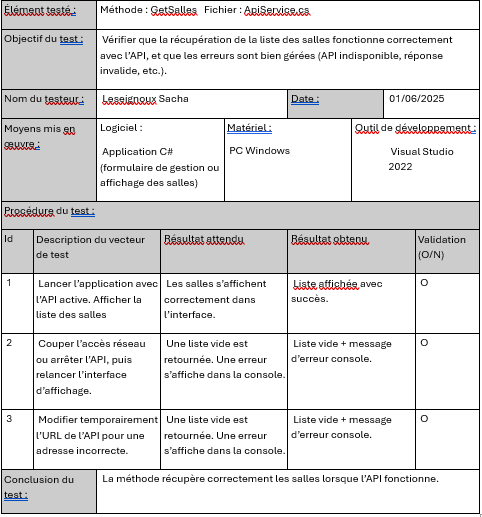 Élément testé :
Méthode : GetSalles Fichier : ApiService.cs
Objectif du test :
Vérifier que la récupération de la liste des salles fonctionne correctement
avec l’API, et que les erreurs sont bien gérées (API indisponible, réponse
invalide, etc.).
Nom du testeur :
Leseignoux Sacha
Date :
01/06/2025
Moyens mis en
œuvre :
Logiciel :
Application C#
(formulaire de gestion ou
affichage des salles)
Matériel :
PC Windows
Outil de développement :
Visual Studio
2022
Procédure du test :
Id
Description du vecteur
de test
Résultat attendu
Résultat obtenu
Validation
(O/N)
1
Lancer l’application avec
l’API active. Afficher la
liste des salles
Les salles s’affichent
correctement dans
l’interface.
Liste affichée avec
succès.
O
2
Couper l’accès réseau
ou arrêter l’API, puis
relancer l’interface
d’affichage.
Une liste vide est
retournée. Une erreur
s’affiche dans la console.
Liste vide + message
d’erreur console.
O
3
Modifier temporairement
l’URL de l’API pour une
adresse incorrecte.
Une liste vide est
retournée. Une erreur
s’affiche dans la console.
Liste vide + message
d’erreur console.
O
Conclusion du
test :
La méthode récupère correctement les salles lorsque l’API fonctionne.